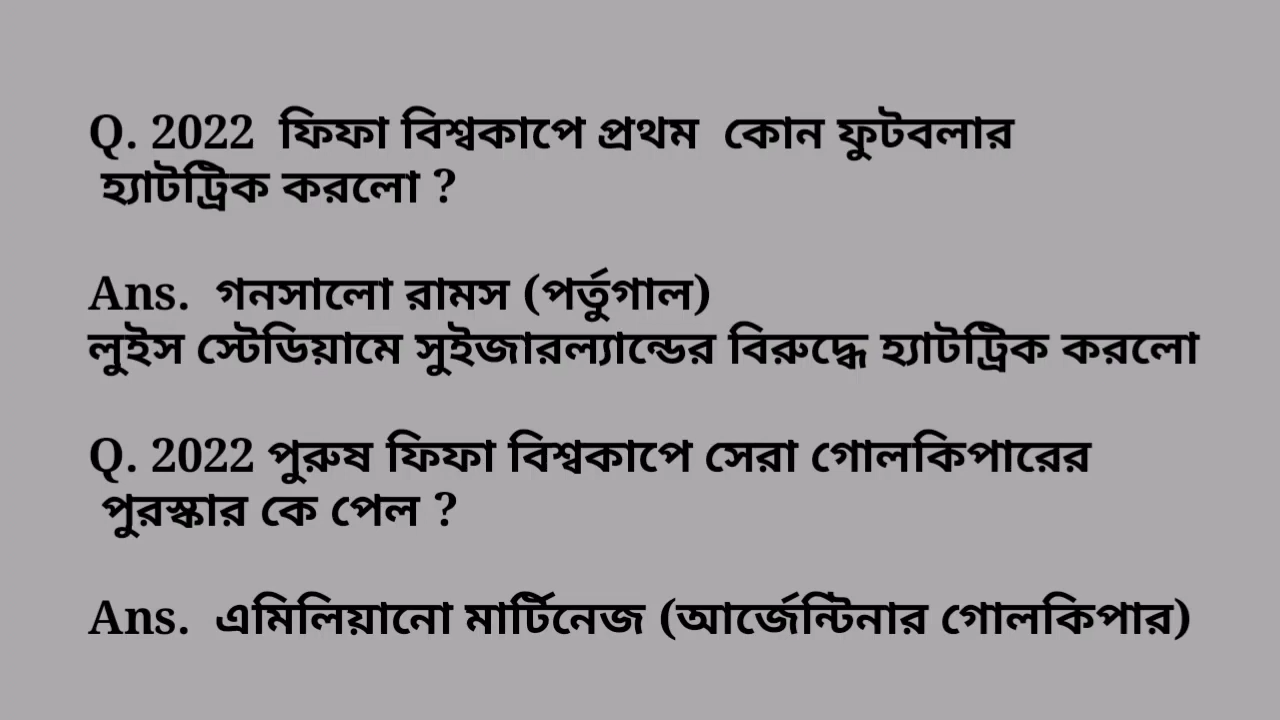 Q. 2022 ফিফা বিশ্বকাপে প্রথম কোন ফুটবলার
হ্যাটট্রিক করলো ?
Ans. গনসালো রামস (পর্তুগাল)
লুইস স্টেডিয়ামে সুইজারল্যান্ডের বিরুদ্ধে হ্যাটট্রিক করলো
Q. 2022 পুরুষ ফিফা বিশ্বকাপে সেরা গোলকিপারের
পুরস্কার কে পেল ?
Ans. এমিলিয়ানো মার্টিনেজ (আর্জেন্টিনার গোলকিপার)